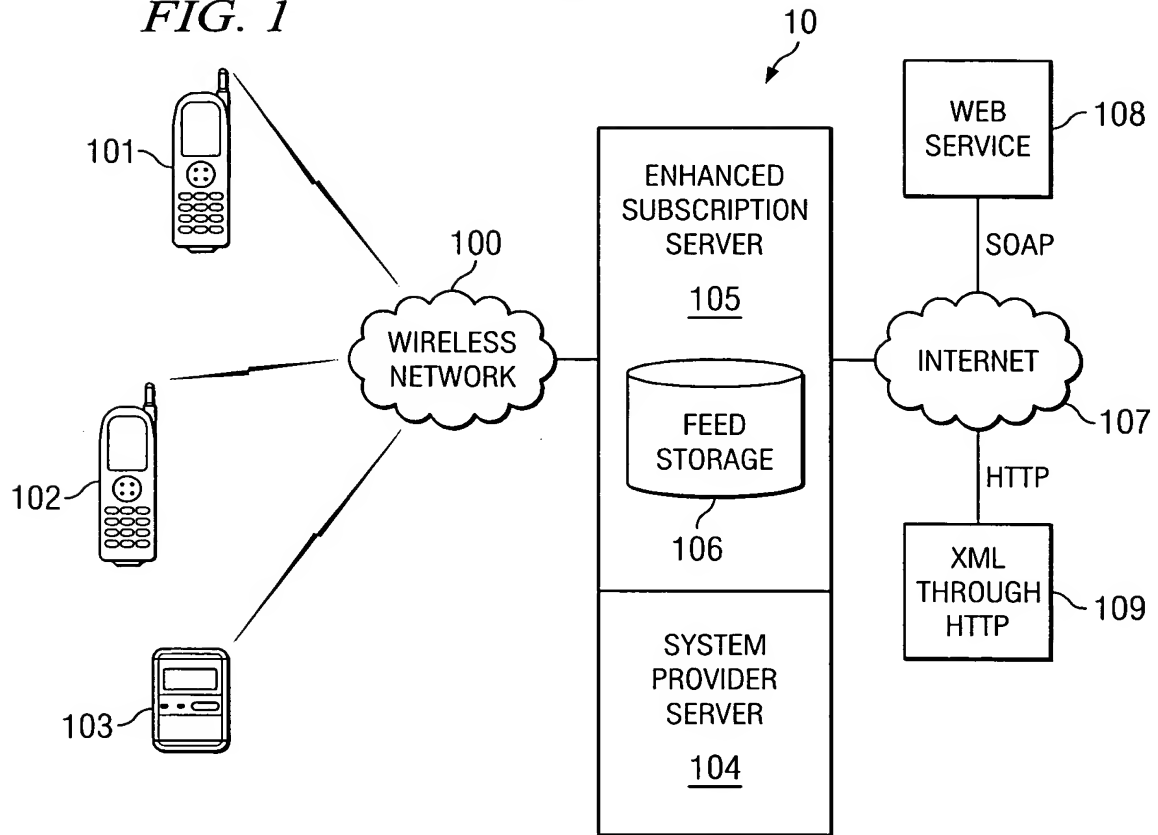 FIG. 1
10
101
102
103
100
WIRELESS
NETWORK
ENHANCED
SUBSCRIPTION
SERVER
105
FEED
STORAGE
106
SYSTEM
PROVIDER
SERVER
104
WEB
SERVICE
108
SOAP
INTERNET
107
HTTP
XML
THROUGH
HTTP
109